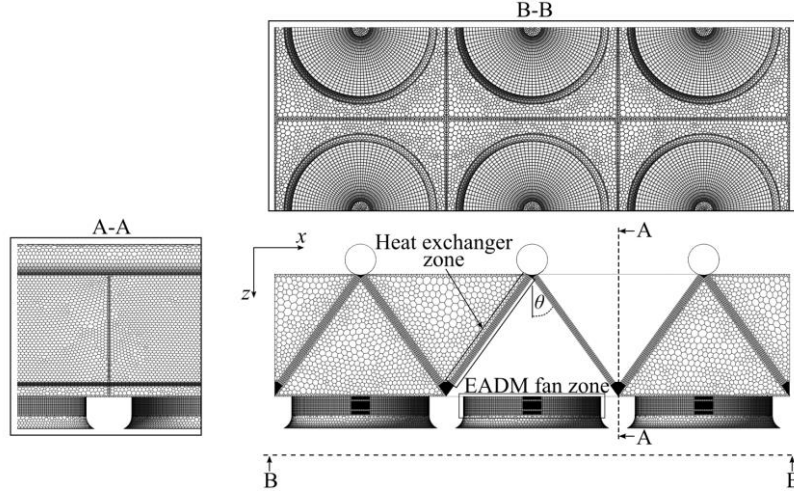 B-B
A-A
x
z
Heat exchanger
zone
θ
A
EADM fan zone
A
B
B